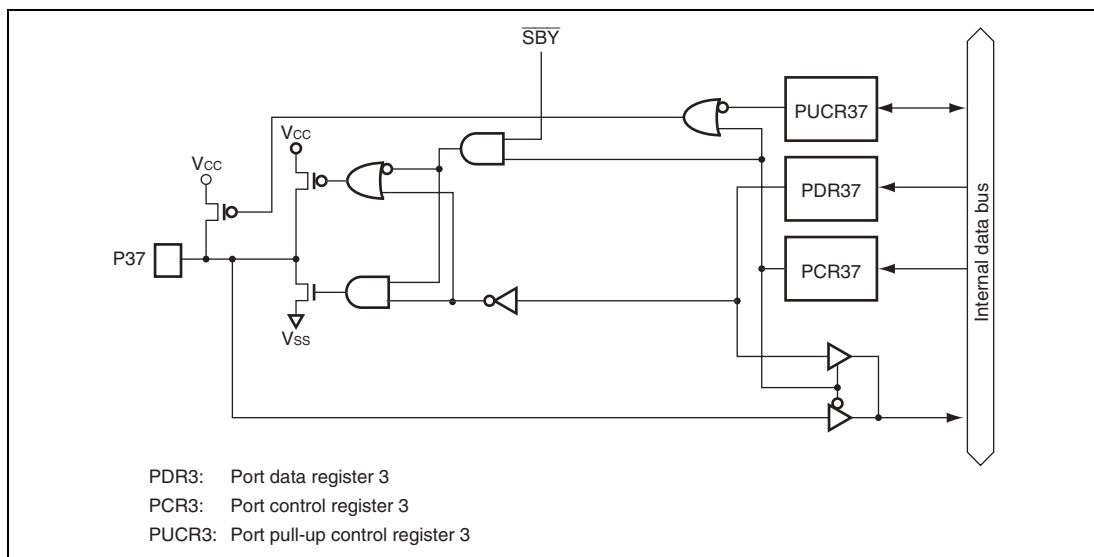 SBY
PUCR37
VCC
PDR37
VCC
P37
PCR37
VSS
Internal data bus
PDR3: Port data register 3
PCR3: Port control register 3
PUCR3: Port pull-up control register 3